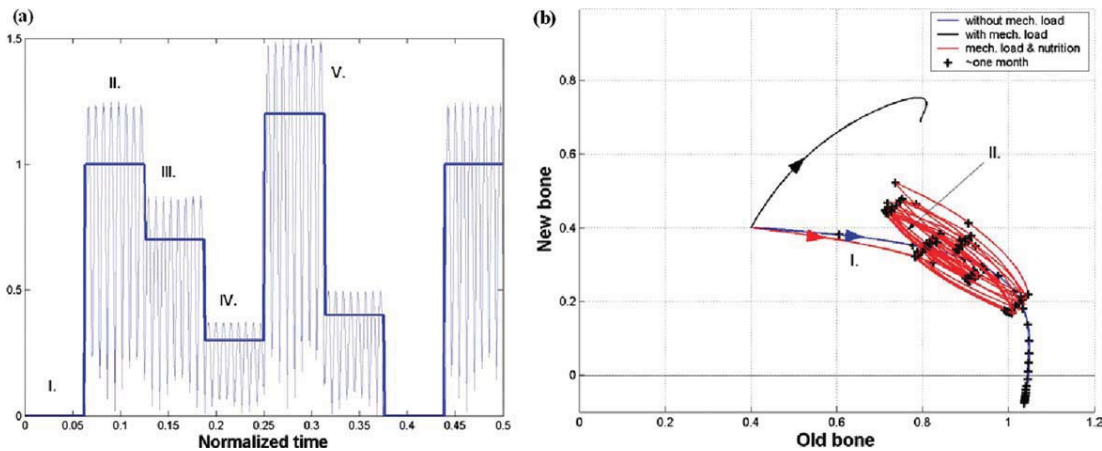 (a)
1.5
1
0.5
0
I.
II.
III.
IV.
V.
0 0.05 0.1 0.15 0.2 0.25 0.3 0.35 0.4 0.45 0.5
Normalized time
(b)
without mech. load
with mech. load
mech. load & nutrition
~one month
New bone
0.8
0.6
0.4
0.2
0
I.
II.
0 0.2 0.4 0.6 0.8 1 1.2
Old bone